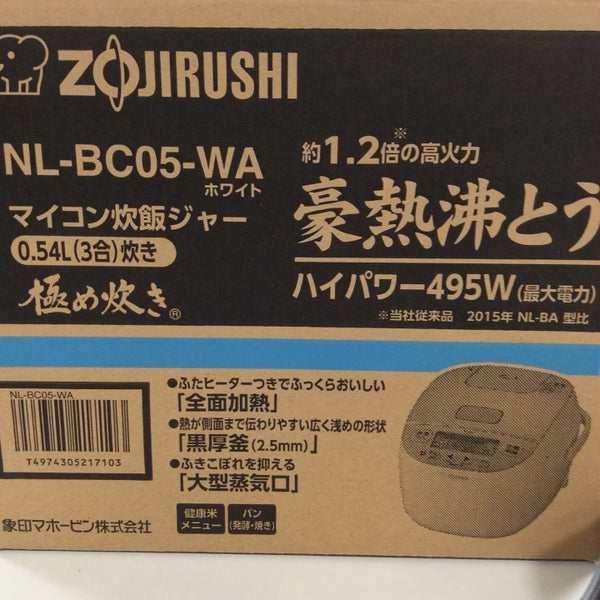 ZOJIRUSHI
NL-BC05-WA
ホワイト
マイコン炊飯ジャー
0.54L(3合)炊き
極め炊き®
約1.2倍※の高火力
豪熱沸とう
ハイパワー495W(最大電力)
※当社従来品 2015年 NL-BA 型比
NL-BC05-WA
T4974305217103
象印マホービン株式会社
●ふたヒーターつきでふっくらおいしい
「全面加熱」
●熱が側面まで伝わりやすい広く浅めの形状
「黒厚釜(2.5mm)」
●ふきこぼれを抑える
「大型蒸気口」
健康米
メニュー
パン
(発酵・焼き)